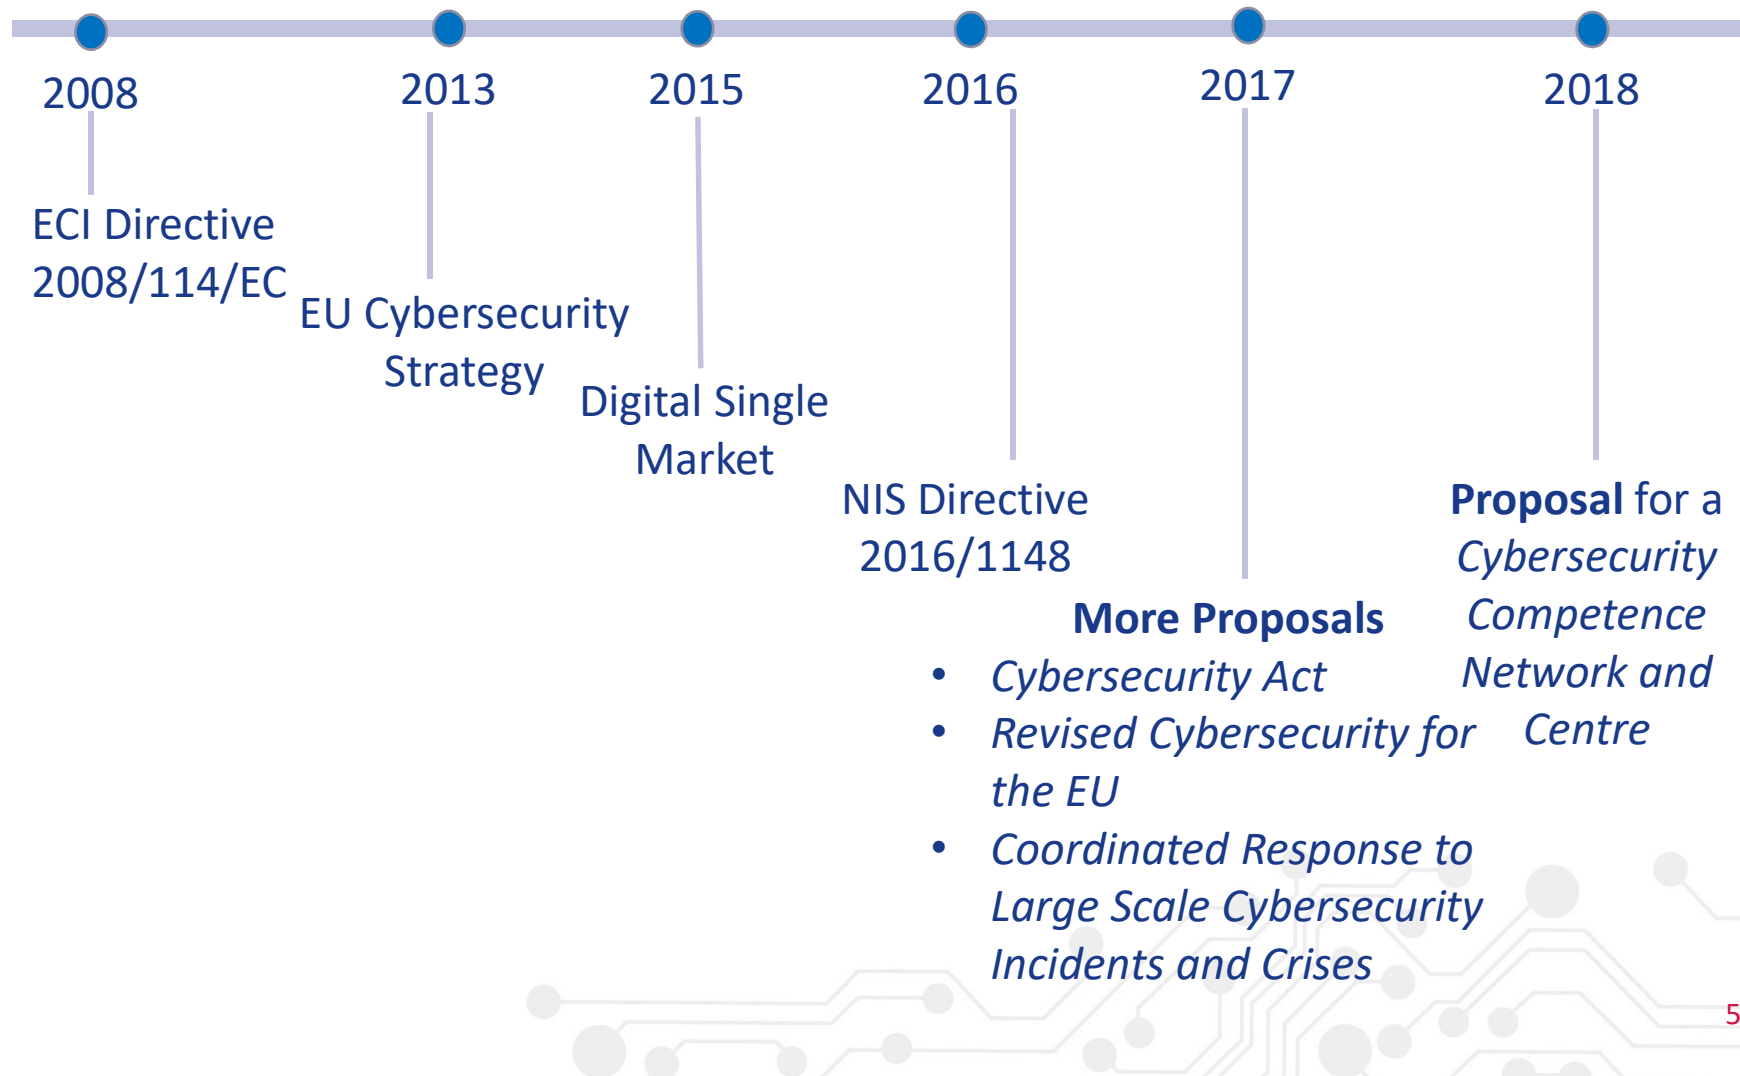 2008
2013
2015
2016
2017
2018
ECI Directive
2008/114/EC
EU Cybersecurity
Strategy
Digital Single
Market
NIS Directive
2016/1148
More Proposals
• Cybersecurity Act
• Revised Cybersecurity for
the EU
• Coordinated Response to
Large Scale Cybersecurity
Incidents and Crises
Proposal for a
Cybersecurity
Competence
Network and
Centre
5